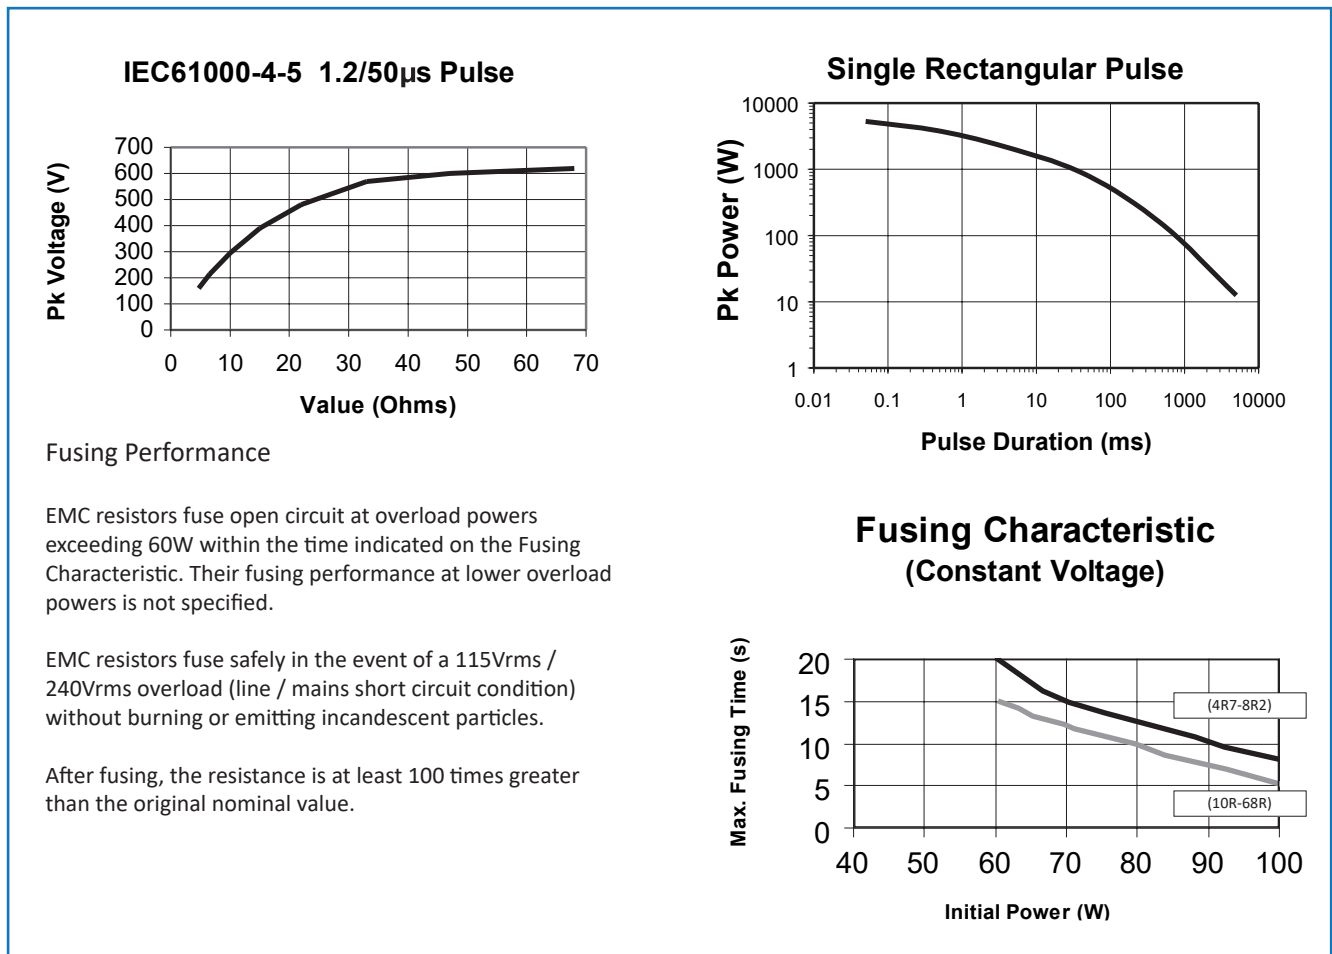 IEC61000-4-5 1.2/50µs Pulse
Pk Voltage (V)
700
600
500
400
300
200
100
0
0 10 20 30 40 50 60 70
Value (Ohms)
Single Rectangular Pulse
Pk Power (W)
10000
1000
100
10
1
0.01 0.1 1 10 100 1000 10000
Pulse Duration (ms)
Fusing Performance
EMC resistors fuse open circuit at overload powers
exceeding 60W within the time indicated on the Fusing
Characteristic. Their fusing performance at lower overload
powers is not specified.
EMC resistors fuse safely in the event of a 115Vrms /
240Vrms overload (line / mains short circuit condition)
without burning or emitting incandescent particles.
After fusing, the resistance is at least 100 times greater
than the original nominal value.
Fusing Characteristic
(Constant Voltage)
Max. Fusing Time (s)
20
15
10
5
0
(4R7-8R2)
(10R-68R)
40 50 60 70 80 90 100
Initial Power (W)